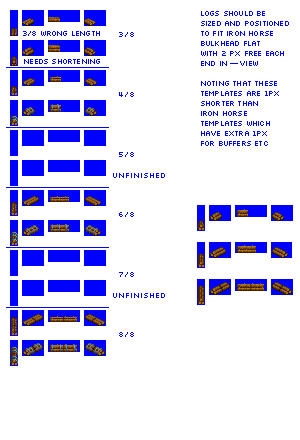 3/8 WRONG LENGTH
3/8
NEEDS SHORTENING
4/8
5/8
UNFINISHED
6/8
7/8
UNFINISHED
8/8
LOGS SHOULD BE
SIZED AND POSITIONED
TO FIT IRON HORSE
BULKHEAD FLAT
WITH 2 PX FREE EACH
END IN — VIEW
NOTING THAT THESE
TEMPLATES ARE 1PX
SHORTER THAN
IRON HORSE
TEMPLATES WHICH
HAVE EXTRA 1PX
FOR BUFFERS ETC